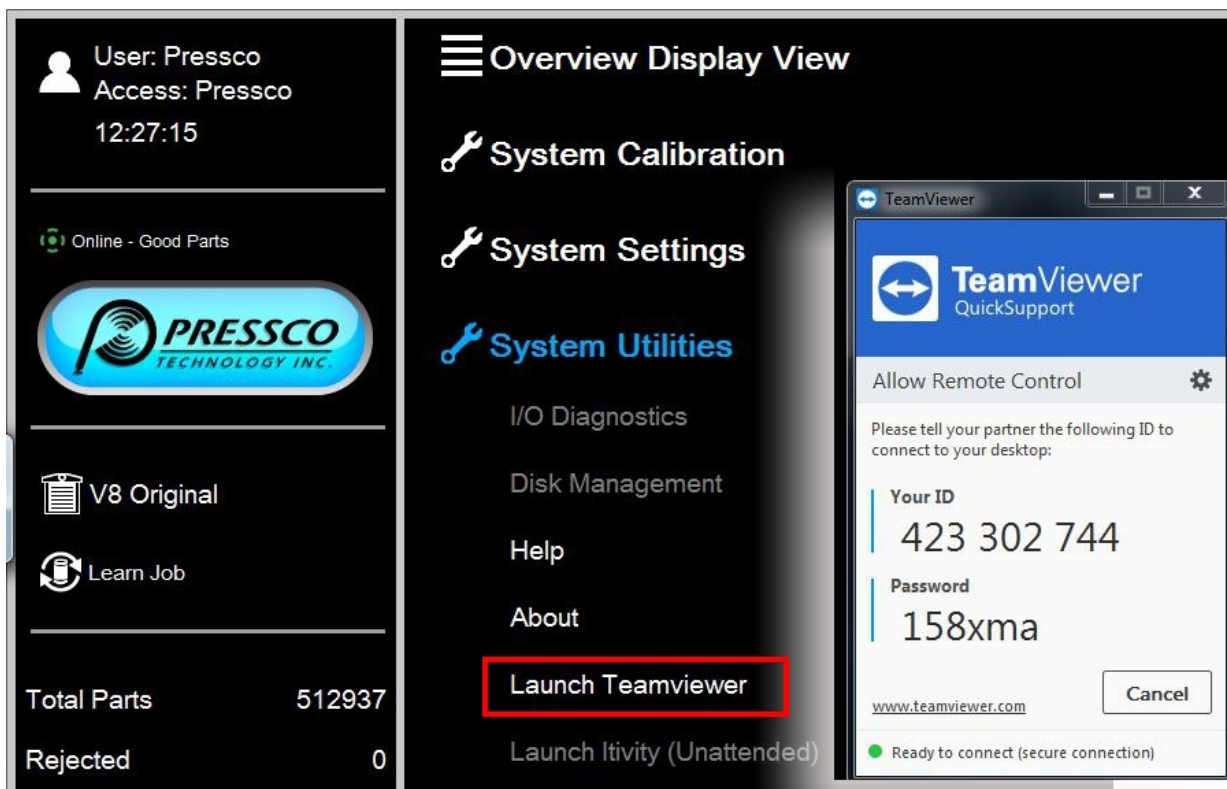 User: Pressco
Access: Pressco
12:27:15
Online - Good Parts
PRESSCO
TECHNOLOGY INC.
V8 Original
Learn Job
Total Parts 512937
Rejected 0
Overview Display View
System Calibration
System Settings
System Utilities
I/O Diagnostics
Disk Management
Help
About
Launch Teamviewer
Launch Itivity (Unattended)
TeamViewer
TeamViewer
QuickSupport
Allow Remote Control
Please tell your partner the following ID to
connect to your desktop:
Your ID
423 302 744
Password
158xma
www.teamviewer.com
Cancel
Ready to connect (secure connection)